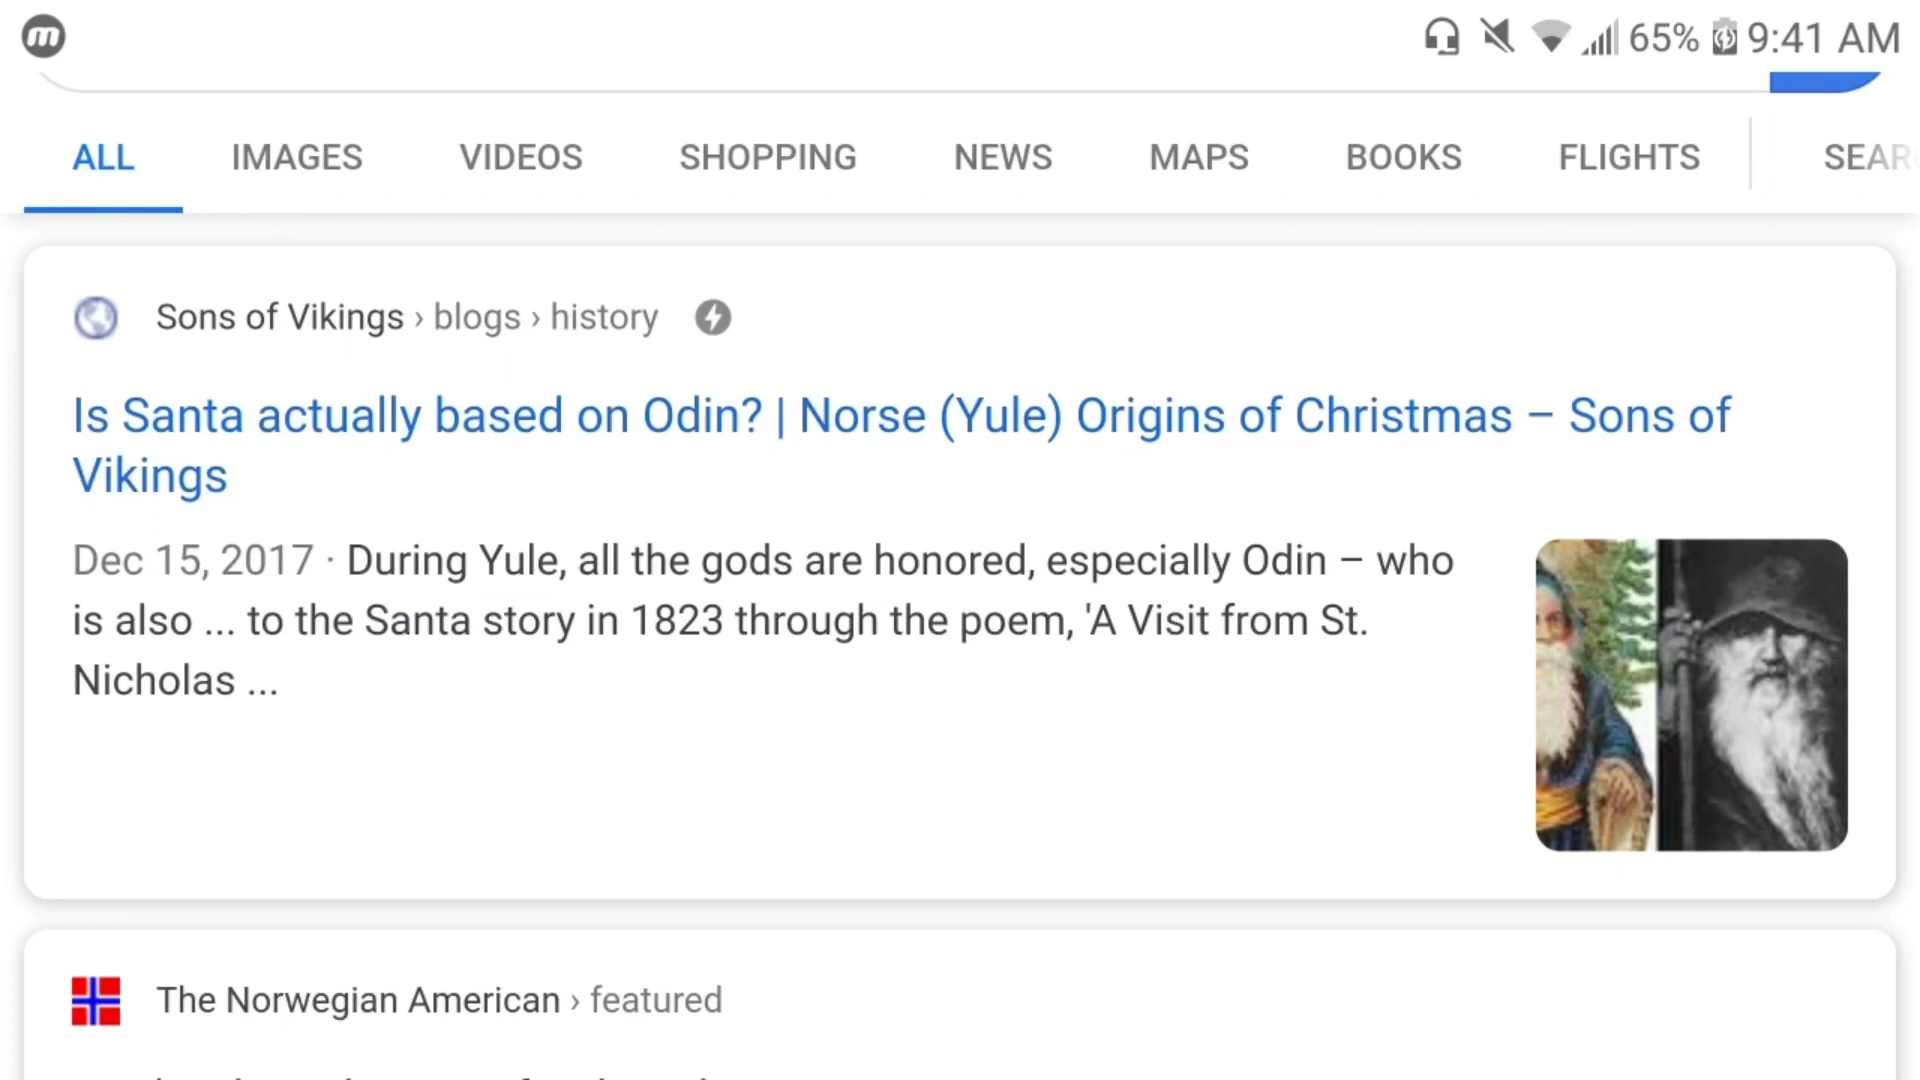 65% 9:41 AM
ALL IMAGES VIDEOS SHOPPING NEWS MAPS BOOKS FLIGHTS
Sons of Vikings › blogs › history
Is Santa actually based on Odin? | Norse (Yule) Origins of Christmas – Sons of
Vikings
Dec 15, 2017 · During Yule, all the gods are honored, especially Odin – who
is also ... to the Santa story in 1823 through the poem, 'A Visit from St.
Nicholas ...
The Norwegian American › featured